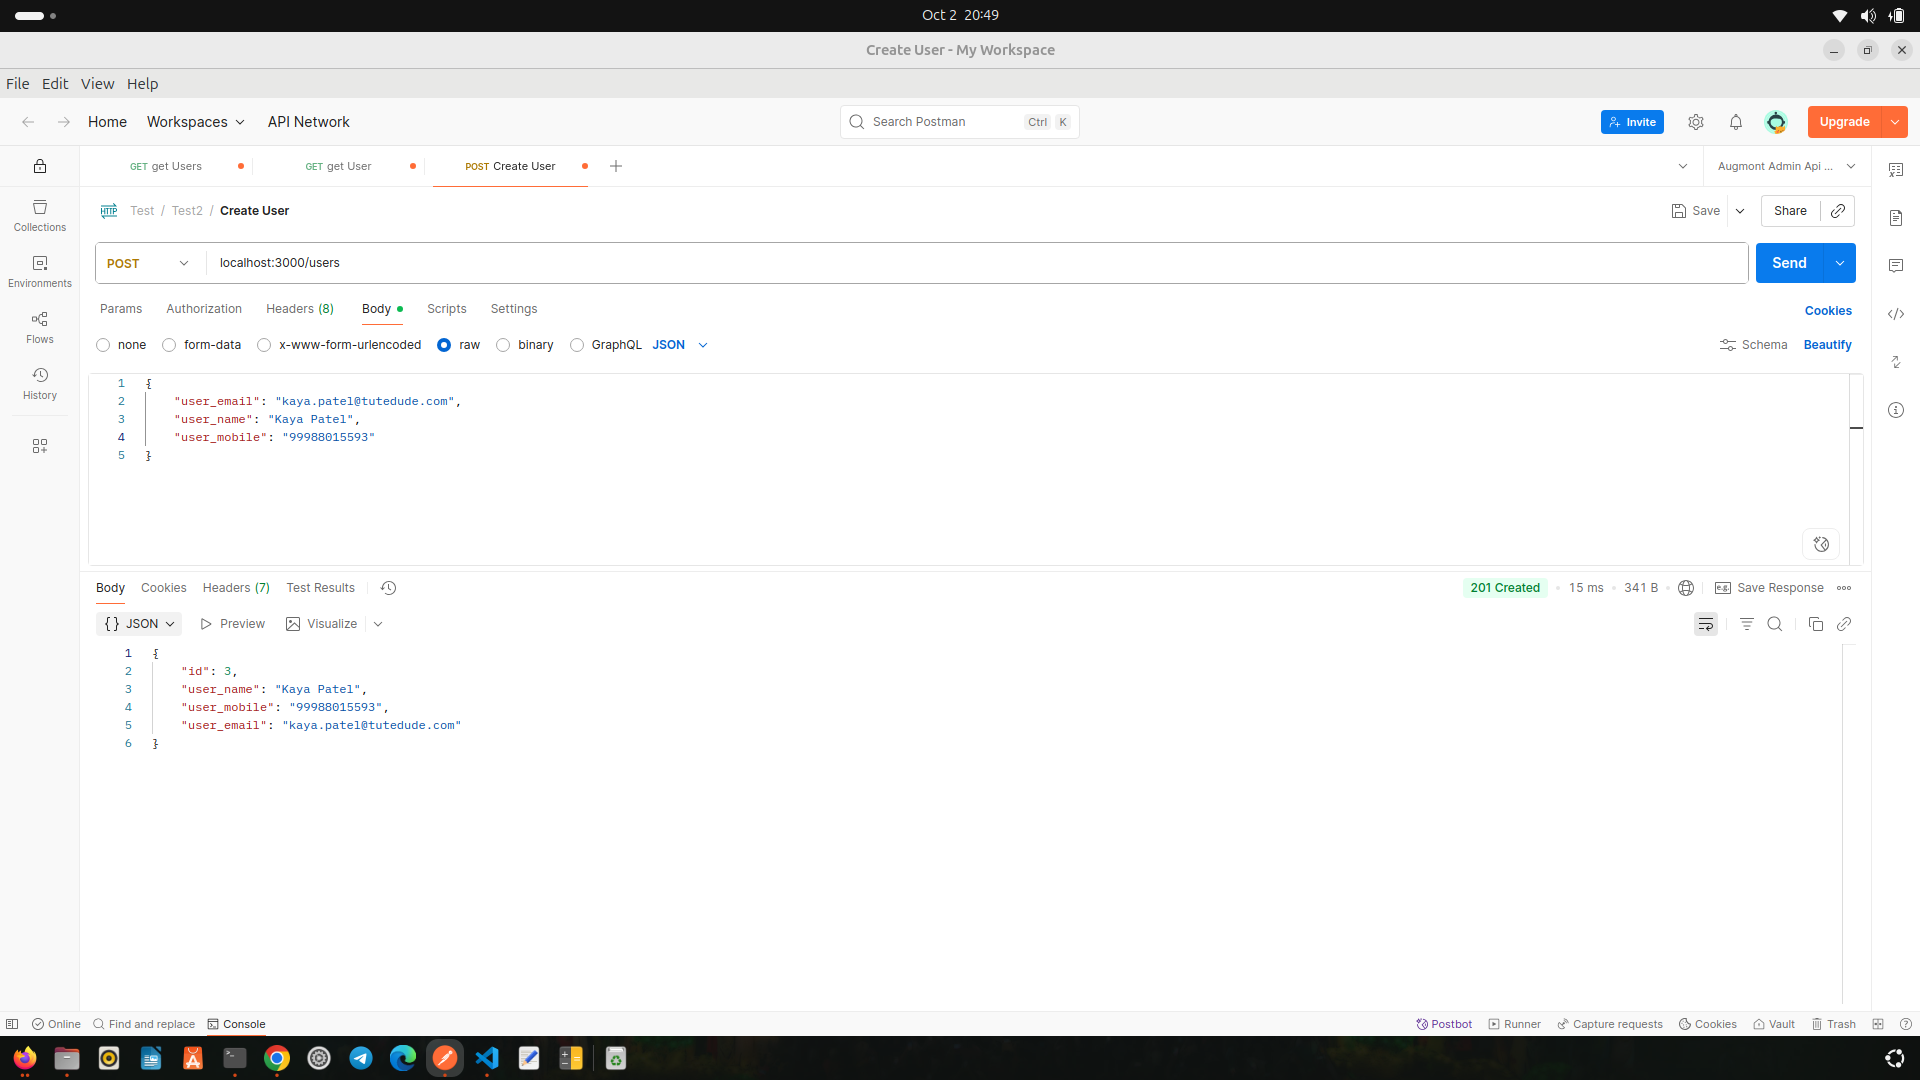 Oct 2 20:49
Create User - My Workspace
File Edit View Help
Home Workspaces API Network
Search Postman Ctrl K
Invite
Upgrade
GET get Users
GET get User
POST Create User
Augmont Admin Api ...
Collections
Environments
Flows
History
HTTP Test / Test2 / Create User
Save
Share
POST localhost:3000/users
Send
Params Authorization Headers (8) Body Scripts Settings
Cookies
none form-data x-www-form-urlencoded raw binary GraphQL JSON
Schema Beautify
1 {
2 "user_email": "kaya.patel@tutedude.com",
3 "user_name": "Kaya Patel",
4 "user_mobile": "99988015593"
5 }
Body Cookies Headers (7) Test Results
201 Created 15 ms 341 B e.g. Save Response
{} JSON Preview Visualize
1 {
2 "id": 3,
3 "user_name": "Kaya Patel",
4 "user_mobile": "99988015593",
5 "user_email": "kaya.patel@tutedude.com"
6 }
Online Find and replace Console
Postbot Runner Capture requests Cookies Vault Trash